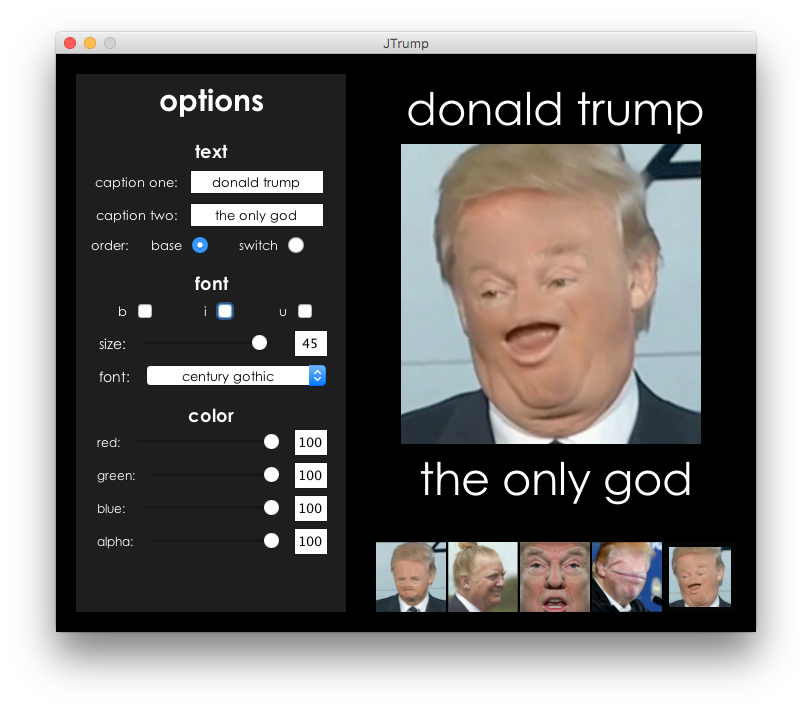 JTrump
options
text
caption one: donald trump
caption two: the only god
order: base switch
font
b i u
size: 45
font: century gothic
color
red: 100
green: 100
blue: 100
alpha: 100
donald trump
the only god